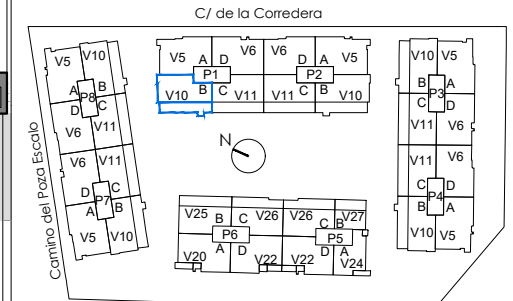 C/ de la Corredera
V5 A D V6 V6 D A V5
P1 P2
V10 B C V11 V11 C B V10
V5 V10
A B
P8
D C
V6 V11
V6 V11
D C
P7
A B
V5 V10
V10 V5
B A
P3
C D
V11 V6
V11 V6
C D
P4
B A
V10 V5
N
V25 B C V26 V26 C B V27
P6 P5
V20 A D V22 V22 D A V24
Camino del Poza Escalo